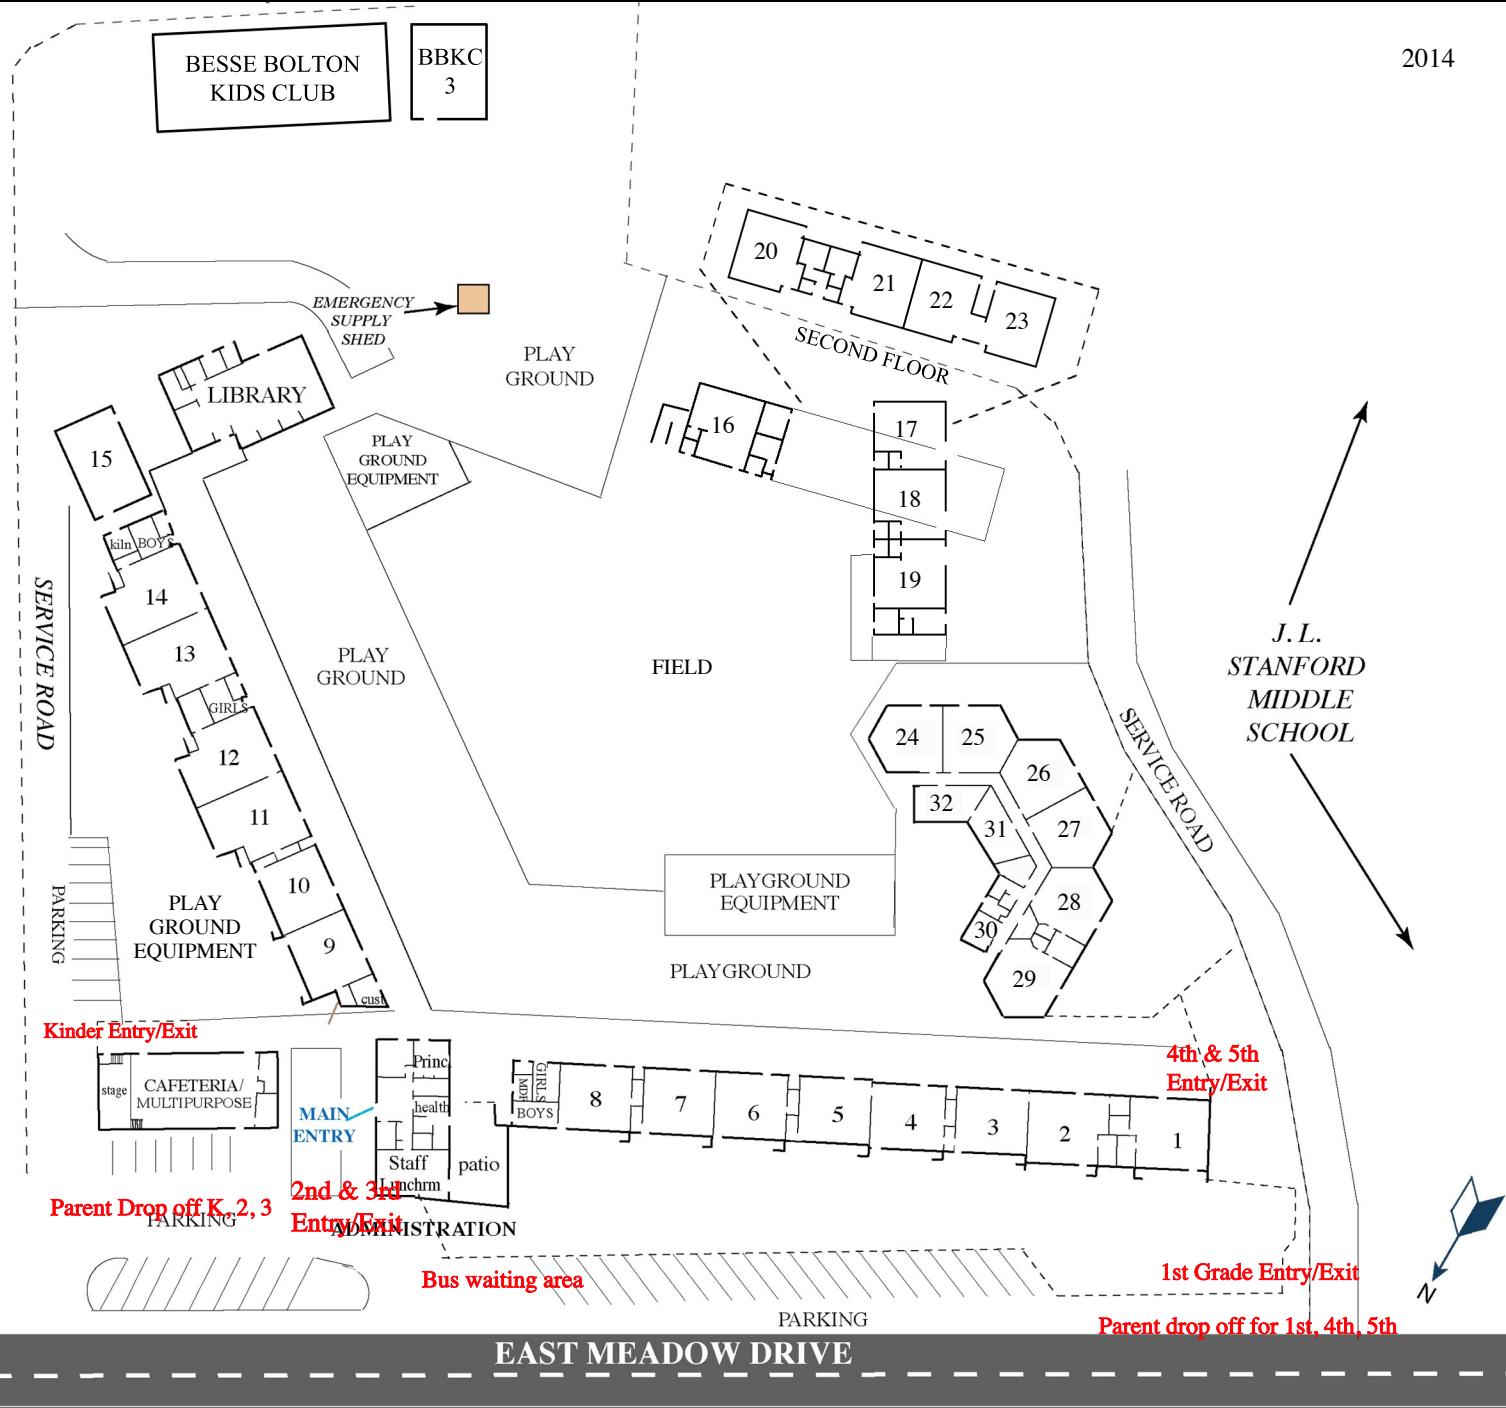 2014
BESSE BOLTON
KIDS CLUB
BBKC
3
20
21
22
23
SECOND FLOOR
EMERGENCY
SUPPLY
SHED
PLAY
GROUND
LIBRARY
PLAY
GROUND
EQUIPMENT
16
17
18
19
15
kiln
BOYS
14
13
GIRLS
12
11
10
9
cust
SERVICE ROAD
PLAY
GROUND
FIELD
J. L.
STANFORD
MIDDLE
SCHOOL
SERVICE ROAD
24
25
26
27
32
31
28
30
29
PARKING
PLAY
GROUND
EQUIPMENT
PLAYGROUND
EQUIPMENT
PLAYGROUND
Kinder Entry/Exit
4th & 5th
Entry/Exit
stage
CAFETERIA/
MULTIPURPOSE
MAIN
ENTRY
Princ
health
Staff
Lunchrm
patio
GIRLS
MDF
BOYS
8
7
6
5
4
3
2
1
2nd & 3rd
Entry/Exit
Parent Drop off K, 2, 3
PARKING
ADMINISTRATION
Bus waiting area
1st Grade Entry/Exit
N
PARKING
Parent drop off for 1st, 4th, 5th
EAST MEADOW DRIVE